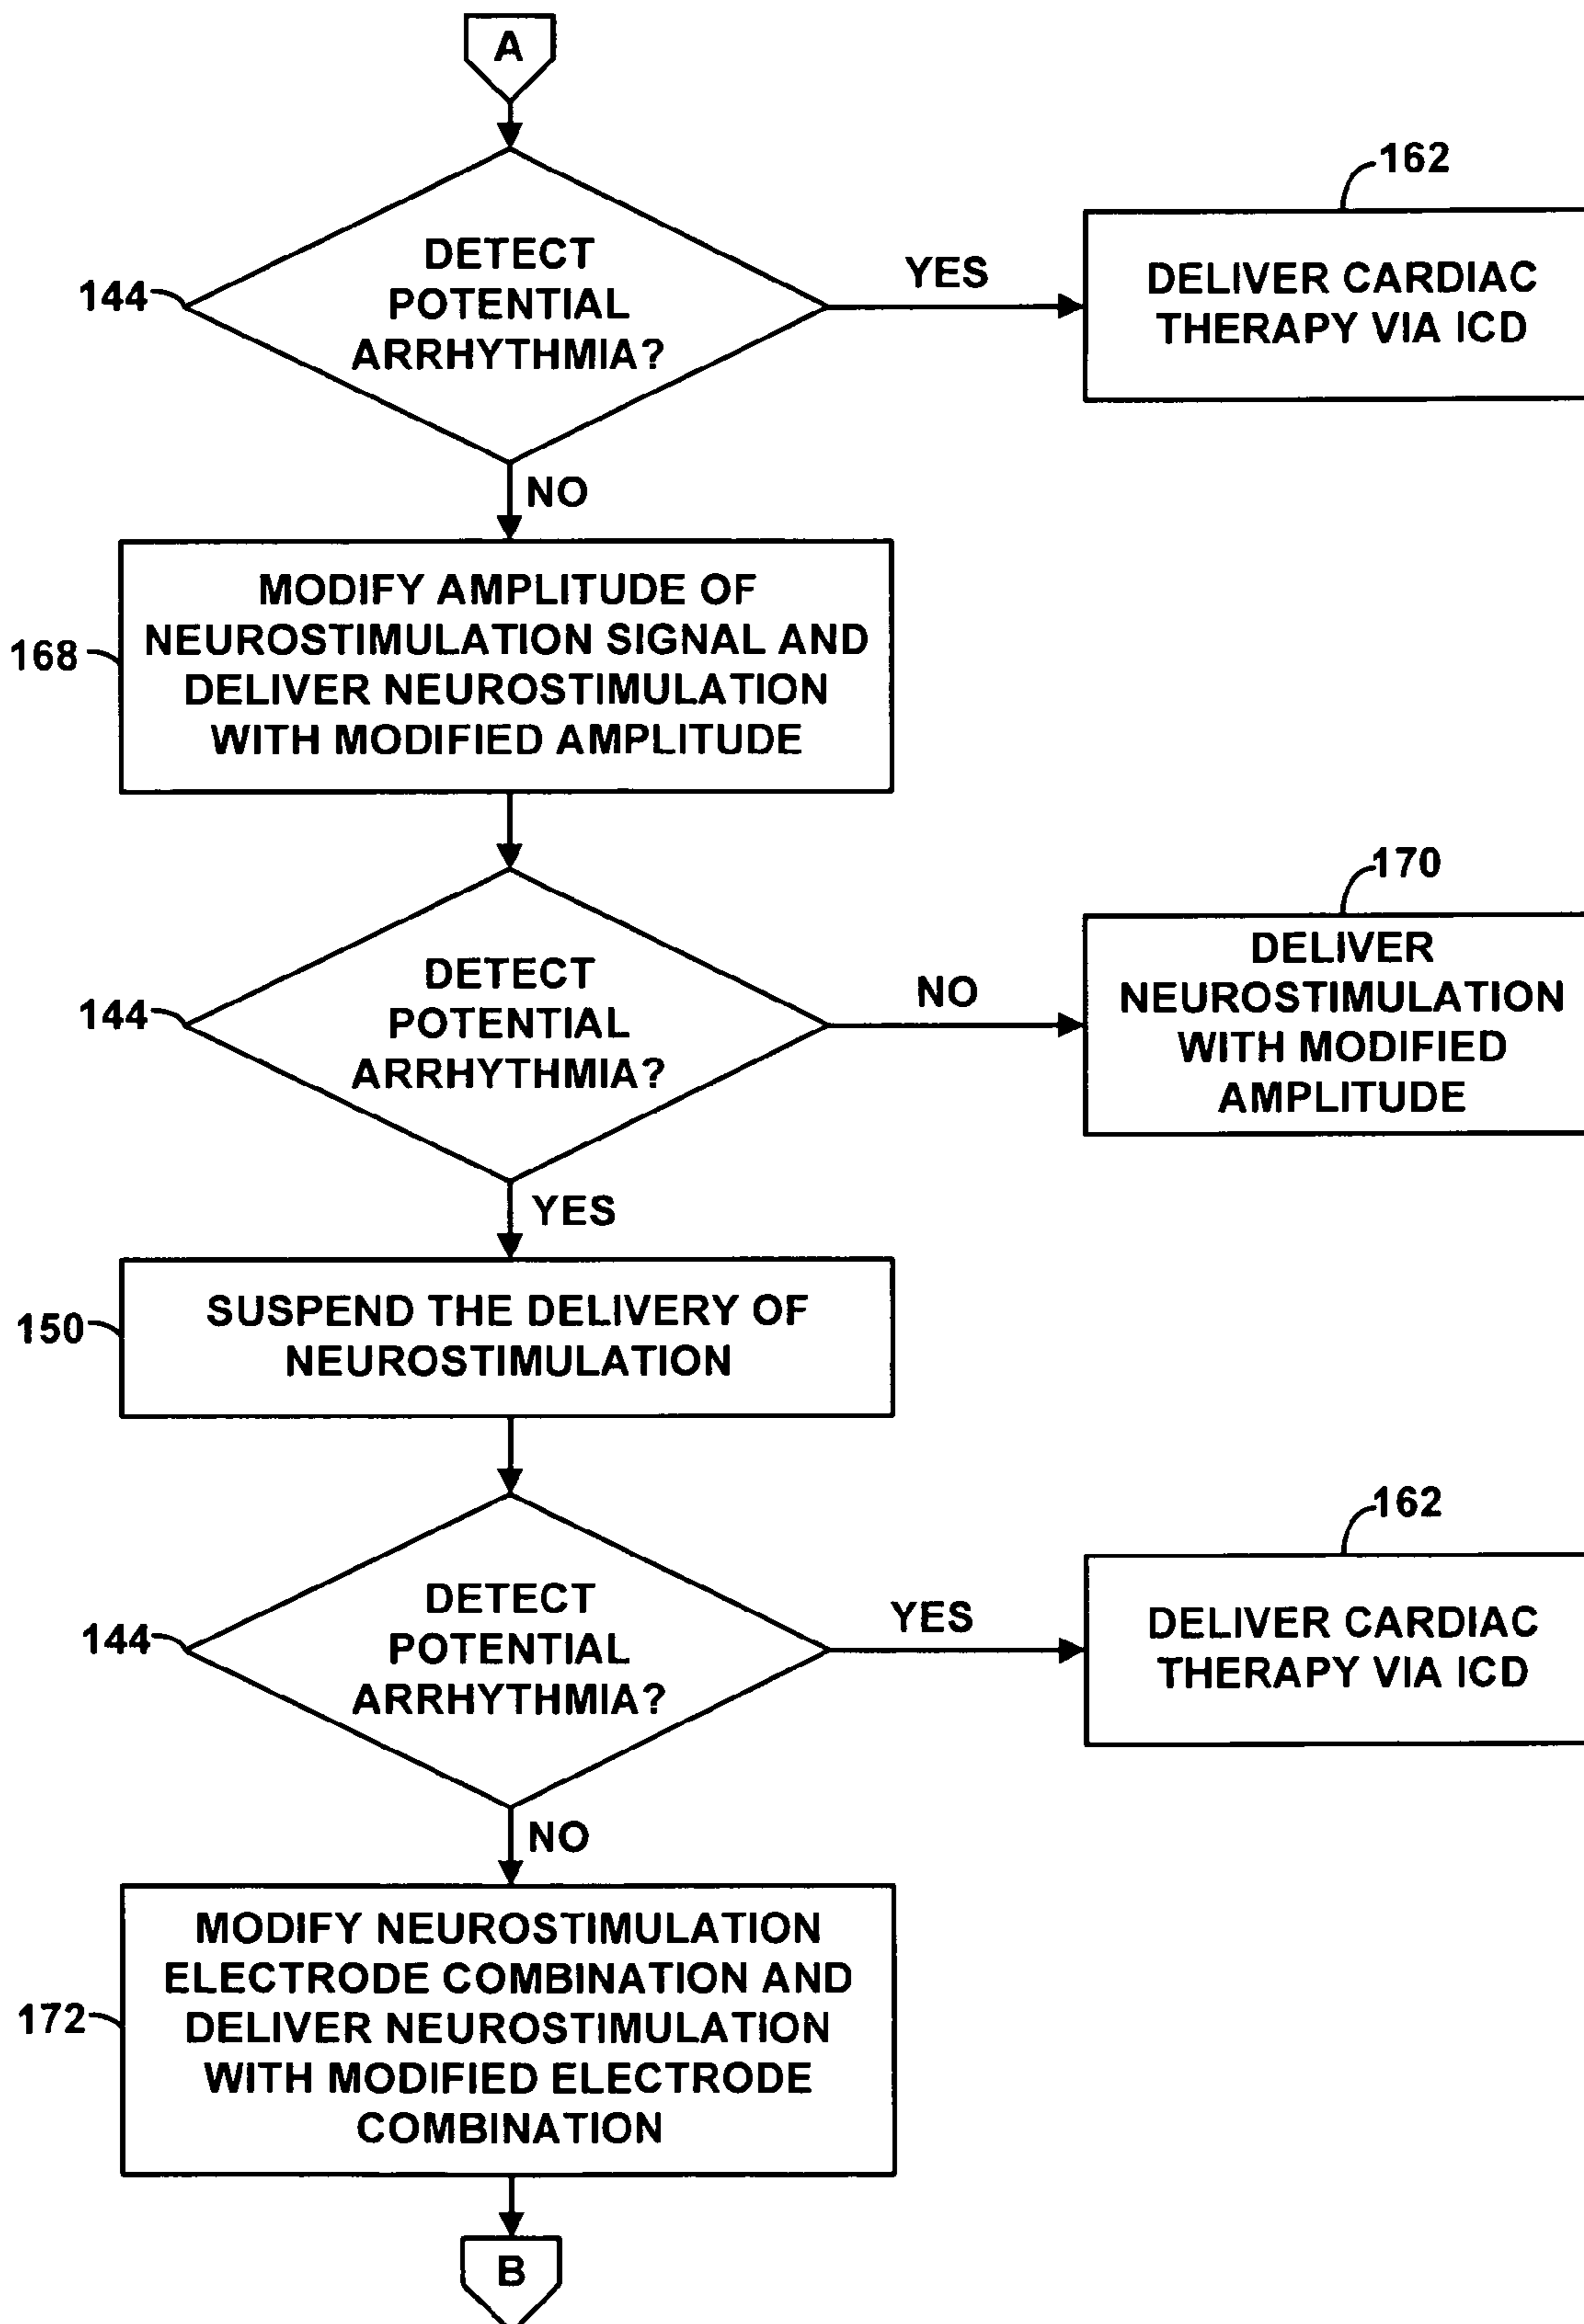 A
144
DETECT
POTENTIAL
ARRHYTHMIA?
YES
162
DELIVER CARDIAC
THERAPY VIA ICD
NO
168
MODIFY AMPLITUDE OF
NEUROSTIMULATION SIGNAL AND
DELIVER NEUROSTIMULATION
WITH MODIFIED AMPLITUDE
144
DETECT
POTENTIAL
ARRHYTHMIA?
NO
170
DELIVER
NEUROSTIMULATION
WITH MODIFIED
AMPLITUDE
YES
150
SUSPEND THE DELIVERY OF
NEUROSTIMULATION
144
DETECT
POTENTIAL
ARRHYTHMIA?
YES
162
DELIVER CARDIAC
THERAPY VIA ICD
NO
172
MODIFY NEUROSTIMULATION
ELECTRODE COMBINATION AND
DELIVER NEUROSTIMULATION
WITH MODIFIED ELECTRODE
COMBINATION
B